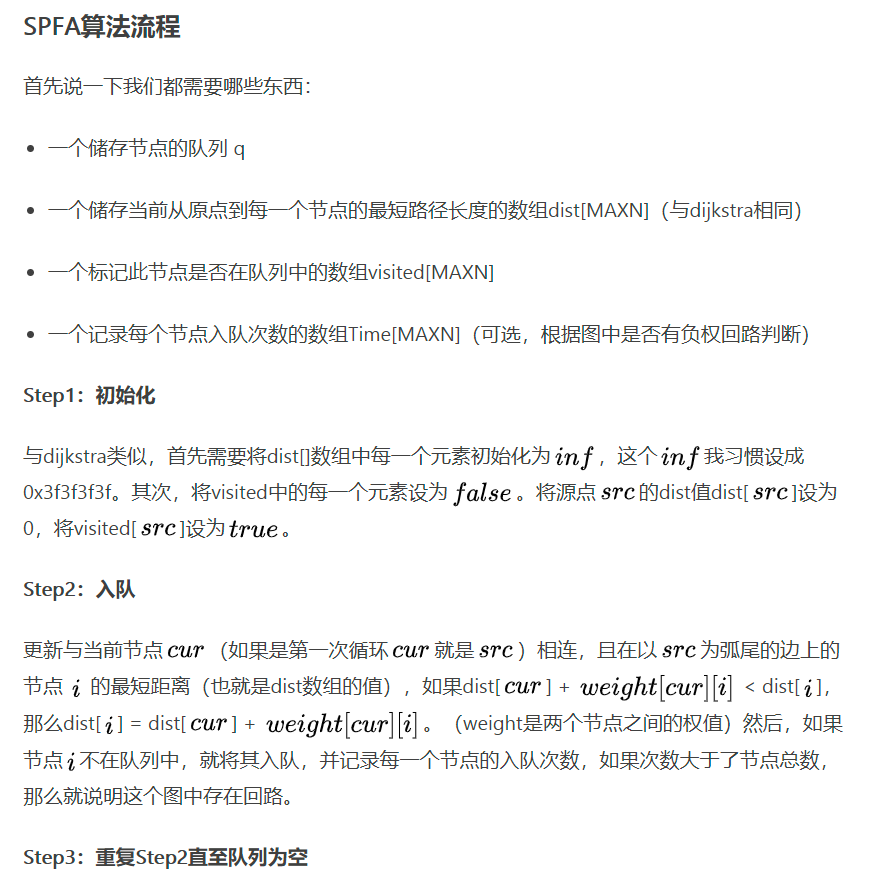 SPFA算法流程
首先说一下我们都需要哪些东西：
• 一个储存节点的队列 q
• 一个储存当前从原点到每一个节点的最短路径长度的数组dist[MAXN]（与dijkstra相同）
• 一个标记此节点是否在队列中的数组visited[MAXN]
• 一个记录每个节点入队次数的数组Time[MAXN]（可选，根据图中是否有负权回路判断）
Step1：初始化
与dijkstra类似，首先需要将dist[]数组中每一个元素初始化为 inf ，这个 inf 我习惯设成
0x3f3f3f3f。其次，将visited中的每一个元素设为 false 。将源点 src 的dist值dist[ src ]设为
0，将visited[ src ]设为 true 。
Step2：入队
更新与当前节点 cur （如果是第一次循环 cur 就是 src ）相连，且在以 src 为弧尾的边上的
节点 i 的最短距离（也就是dist数组的值），如果dist[ cur ] + weight[cur][i] < dist[ i ]，
那么dist[ i ] = dist[ cur ] + weight[cur][i] 。（weight是两个节点之间的权值）然后，如果
节点 i 不在队列中，就将其入队，并记录每一个节点的入队次数，如果次数大于了节点总数，
那么就说明这个图中存在回路。
Step3：重复Step2直至队列为空